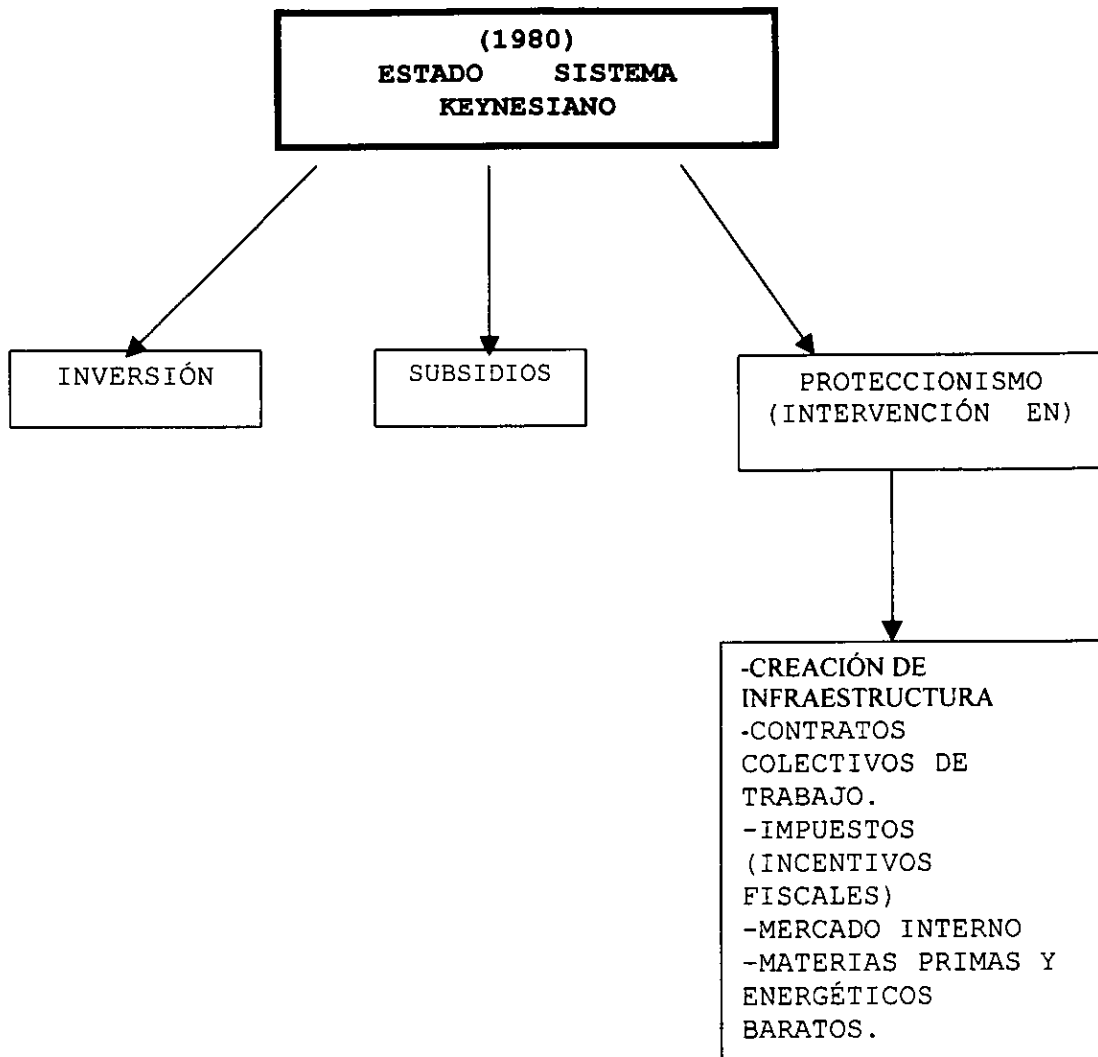 (1980)
ESTADO SISTEMA
KEYNESIANO
INVERSIÓN
SUBSIDIOS
PROTECCIONISMO
(INTERVENCIÓN EN)
-CREACIÓN DE
INFRAESTRUCTURA
-CONTRATOS
COLECTIVOS DE
TRABAJO.
-IMPUESTOS
(INCENTIVOS
FISCALES)
-MERCADO INTERNO
-MATERIAS PRIMAS Y
ENERGÉTICOS
BARATOS.